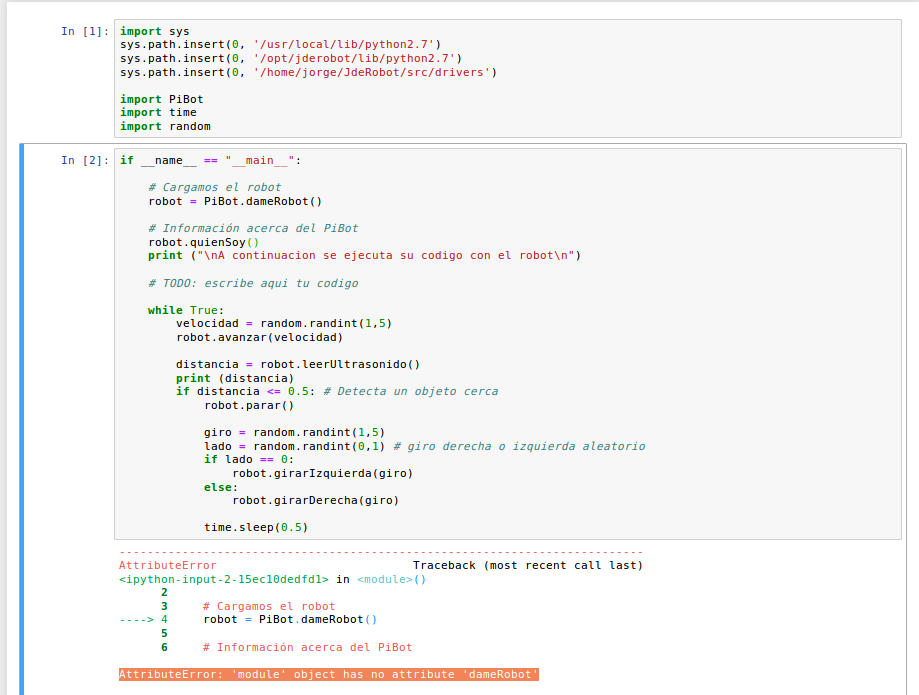 In [1]: import sys
sys.path.insert(0, '/usr/local/lib/python2.7')
sys.path.insert(0, '/opt/jderobot/lib/python2.7')
sys.path.insert(0, '/home/jorge/JdeRobot/src/drivers')

import PiBot
import time
import random
In [2]: if __name__ == "__main__":

    # Cargamos el robot
    robot = PiBot.dameRobot()

    # Información acerca del PiBot
    robot.quienSoy()
    print ("\nA continuacion se ejecuta su codigo con el robot\n")

    # TODO: escribe aqui tu codigo

    while True:
        velocidad = random.randint(1,5)
        robot.avanzar(velocidad)

        distancia = robot.leerUltrasonido()
        print (distancia)
        if distancia <= 0.5: # Detecta un objeto cerca
            robot.parar()

            giro = random.randint(1,5)
            lado = random.randint(0,1) # giro derecha o izquierda aleatorio
            if lado == 0:
                robot.girarIzquierda(giro)
            else:
                robot.girarDerecha(giro)

            time.sleep(0.5)
---------------------------------------------------------------------------
AttributeError                            Traceback (most recent call last)
<ipython-input-2-15ec10dedfd1> in <module>()
      2
      3     # Cargamos el robot
----> 4     robot = PiBot.dameRobot()
      5
      6     # Información acerca del PiBot

AttributeError: 'module' object has no attribute 'dameRobot'